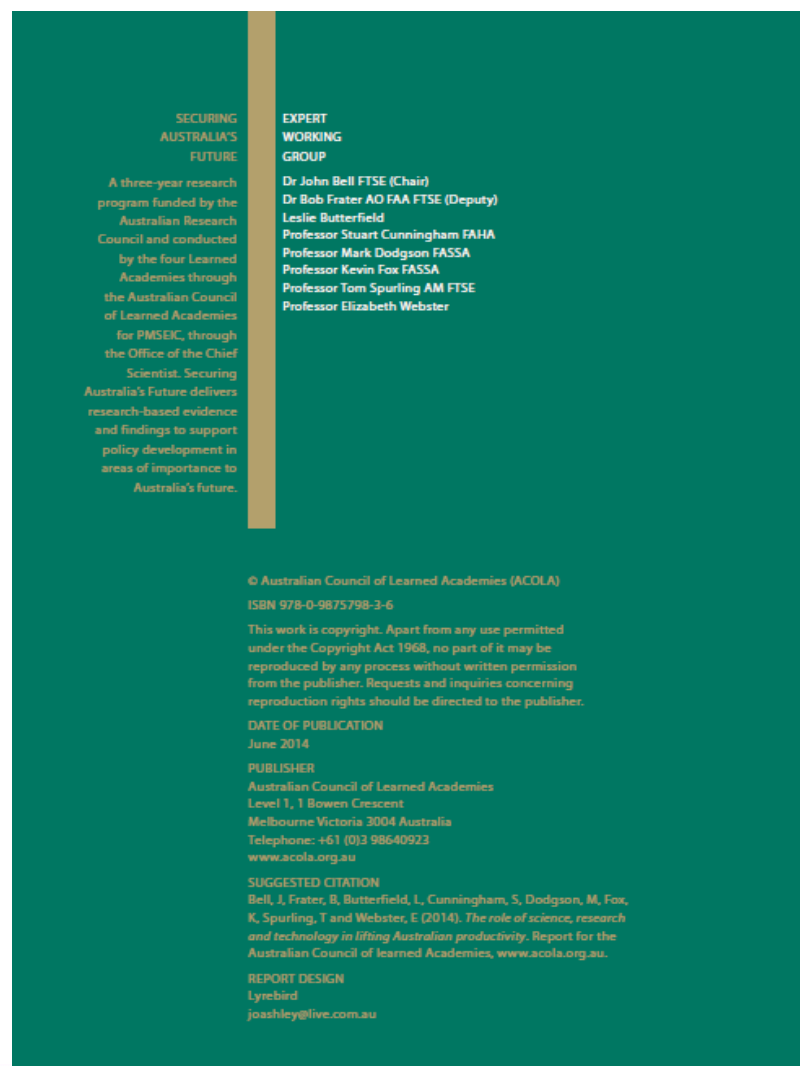 SECURING
AUSTRALIA'S
FUTURE
A three-year research
program funded by the
Australian Research
Council and conducted
by the four Learned
Academies through
the Australian Council
of Learned Academies
for PMSEIC, through
the Office of the Chief
Scientist. Securing
Australia's Future delivers
research-based evidence
and findings to support
policy development in
areas of importance to
Australia's future.
EXPERT
WORKING
GROUP
Dr John Bell FTSE (Chair)
Dr Bob Frater AO FAA FTSE (Deputy)
Leslie Butterfield
Professor Stuart Cunningham FAHA
Professor Mark Dodgson FASSA
Professor Kevin Fox FASSA
Professor Tom Spurling AM FTSE
Professor Elizabeth Webster
© Australian Council of Learned Academies (ACOLA)
ISBN 978-0-9875798-3-6
This work is copyright. Apart from any use permitted
under the Copyright Act 1968, no part of it may be
reproduced by any process without written permission
from the publisher. Requests and inquiries concerning
reproduction rights should be directed to the publisher.
DATE OF PUBLICATION
June 2014
PUBLISHER
Australian Council of Learned Academies
Level 1, 1 Bowen Crescent
Melbourne Victoria 3004 Australia
Telephone: +61 (0)3 98640923
www.acola.org.au
SUGGESTED CITATION
Bell, J, Frater, B, Butterfield, L, Cunningham, S, Dodgson, M, Fox,
K, Spurling, T and Webster, E (2014). The role of science, research
and technology in lifting Australian productivity. Report for the
Australian Council of learned Academies, www.acola.org.au.
REPORT DESIGN
Lyrebird
joashley@live.com.au